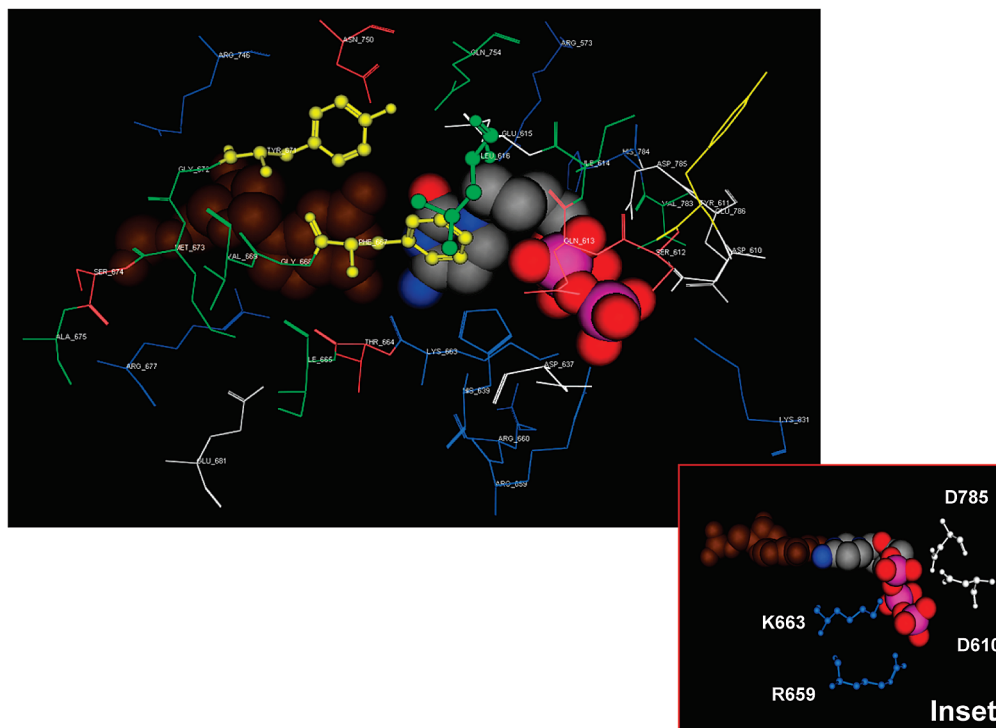 ASN_750
ARG_746
GLN_754
ARG_573
GLU_615
TYR_671
LEU_616
ILE_614
HIS_784
ASP_785
GLY_672
VAL_783
TYR_611
GLU_786
PHE_667
GLN_613
MET_673
VAL_669
GLY_668
SER_612
ASP_610
SER_674
ALA_675
THR_664
LYS_663
ASP_637
ARG_677
ILE_665
HIS_639
LYS_831
ARG_660
GLU_681
ARG_659
D785
K663
D610
R659
Inset